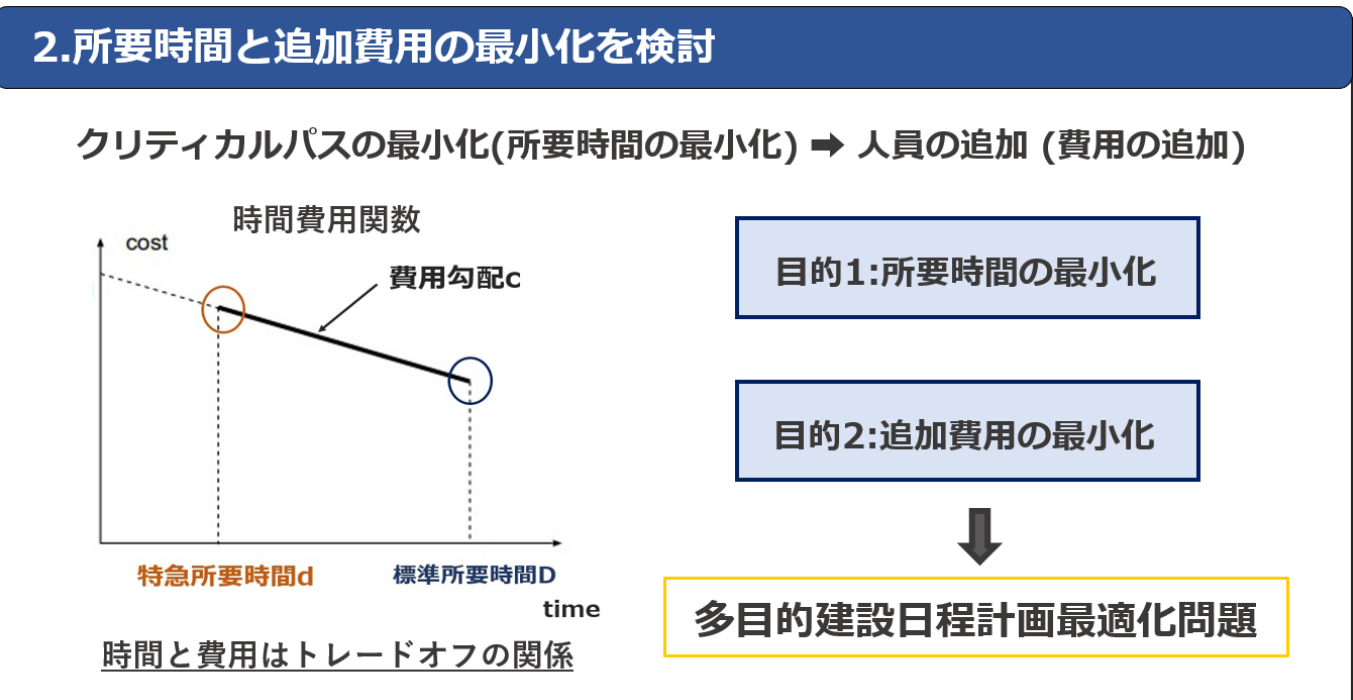 2.所要時間と追加費用の最小化を検討
クリティカルパスの最小化(所要時間の最小化) ➡ 人員の追加 (費用の追加)
時間費用関数
cost
費用勾配c
特急所要時間d
標準所要時間D
time
時間と費用はトレードオフの関係
目的1:所要時間の最小化
目的2:追加費用の最小化
多目的建設日程計画最適化問題